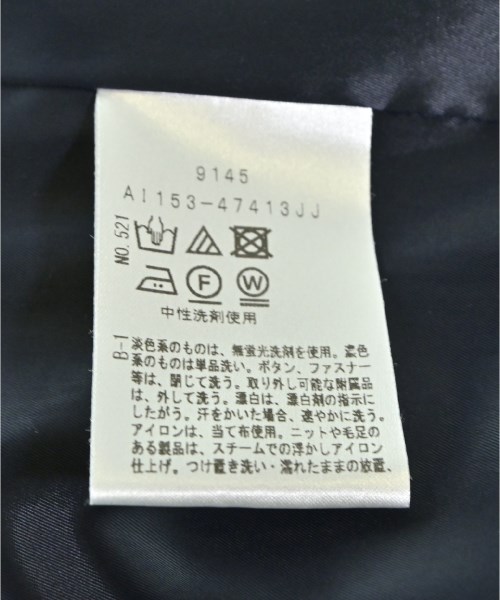 9145
AI153-47413JJ
NO.521
F W
中性洗剤使用
B-1
淡色系のものは、無蛍光洗剤を使用。濃色
系のものは単品洗い。ボタン、ファスナー
等は、閉じて洗う。取り外し可能な附属品
は、外して洗う。漂白は、漂白剤の指示に
したがう。汗をかいた場合、速やかに洗う。
アイロンは、当て布使用。ニットや毛足の
ある製品は、スチームでの浮かしアイロン
仕上げ。つけ置き洗い・濡れたままの放置、